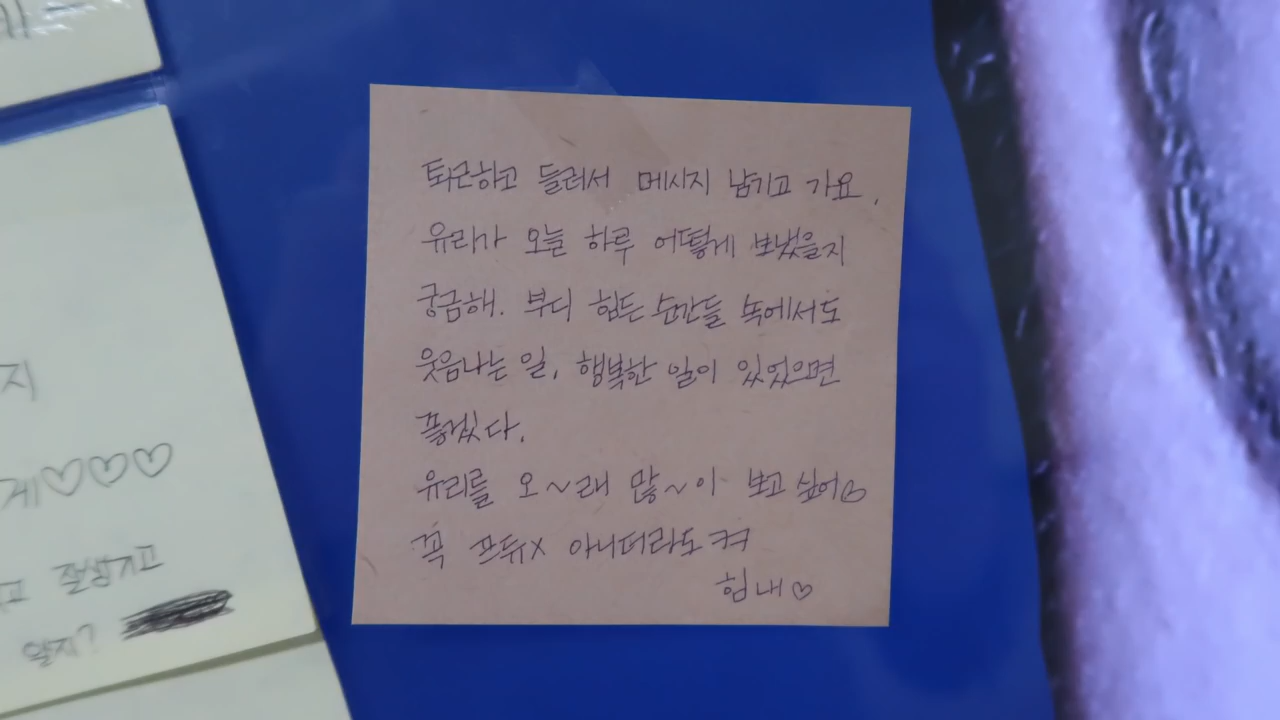 지
게♡♡♡
고 잘생기고
알지?
퇴근하고 들러서 메시지 남기고 가요.
유리가 오늘 하루 어떻게 보냈을지
궁금해. 부디 힘든 순간들 속에서도
웃음나는 일, 행복한 일이 있었으면
좋겠다.
유리를 오~래 많~이 보고 싶어♡
꼭 프듀X 아니더라도 ㅋㅋ
힘내♡